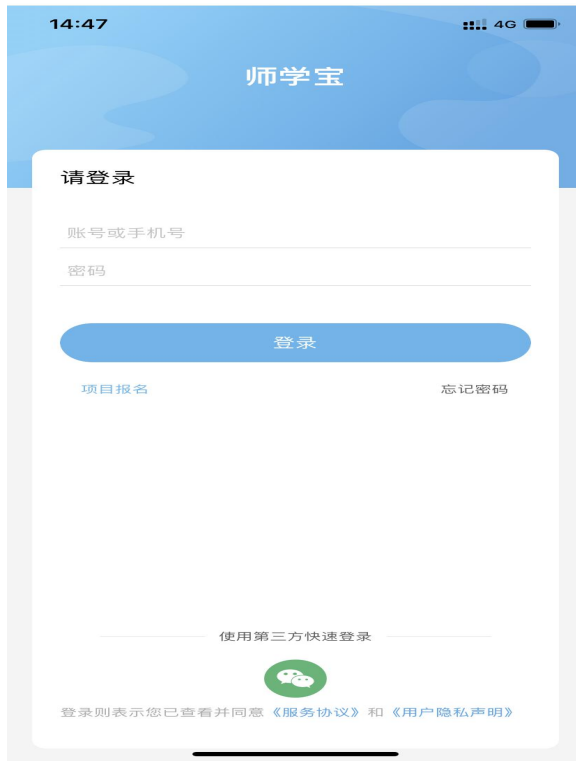 14:47 4G
师学宝
请登录
账号或手机号
密码
登录
项目报名 忘记密码
使用第三方快速登录
登录则表示您已查看并同意《服务协议》和《用户隐私声明》